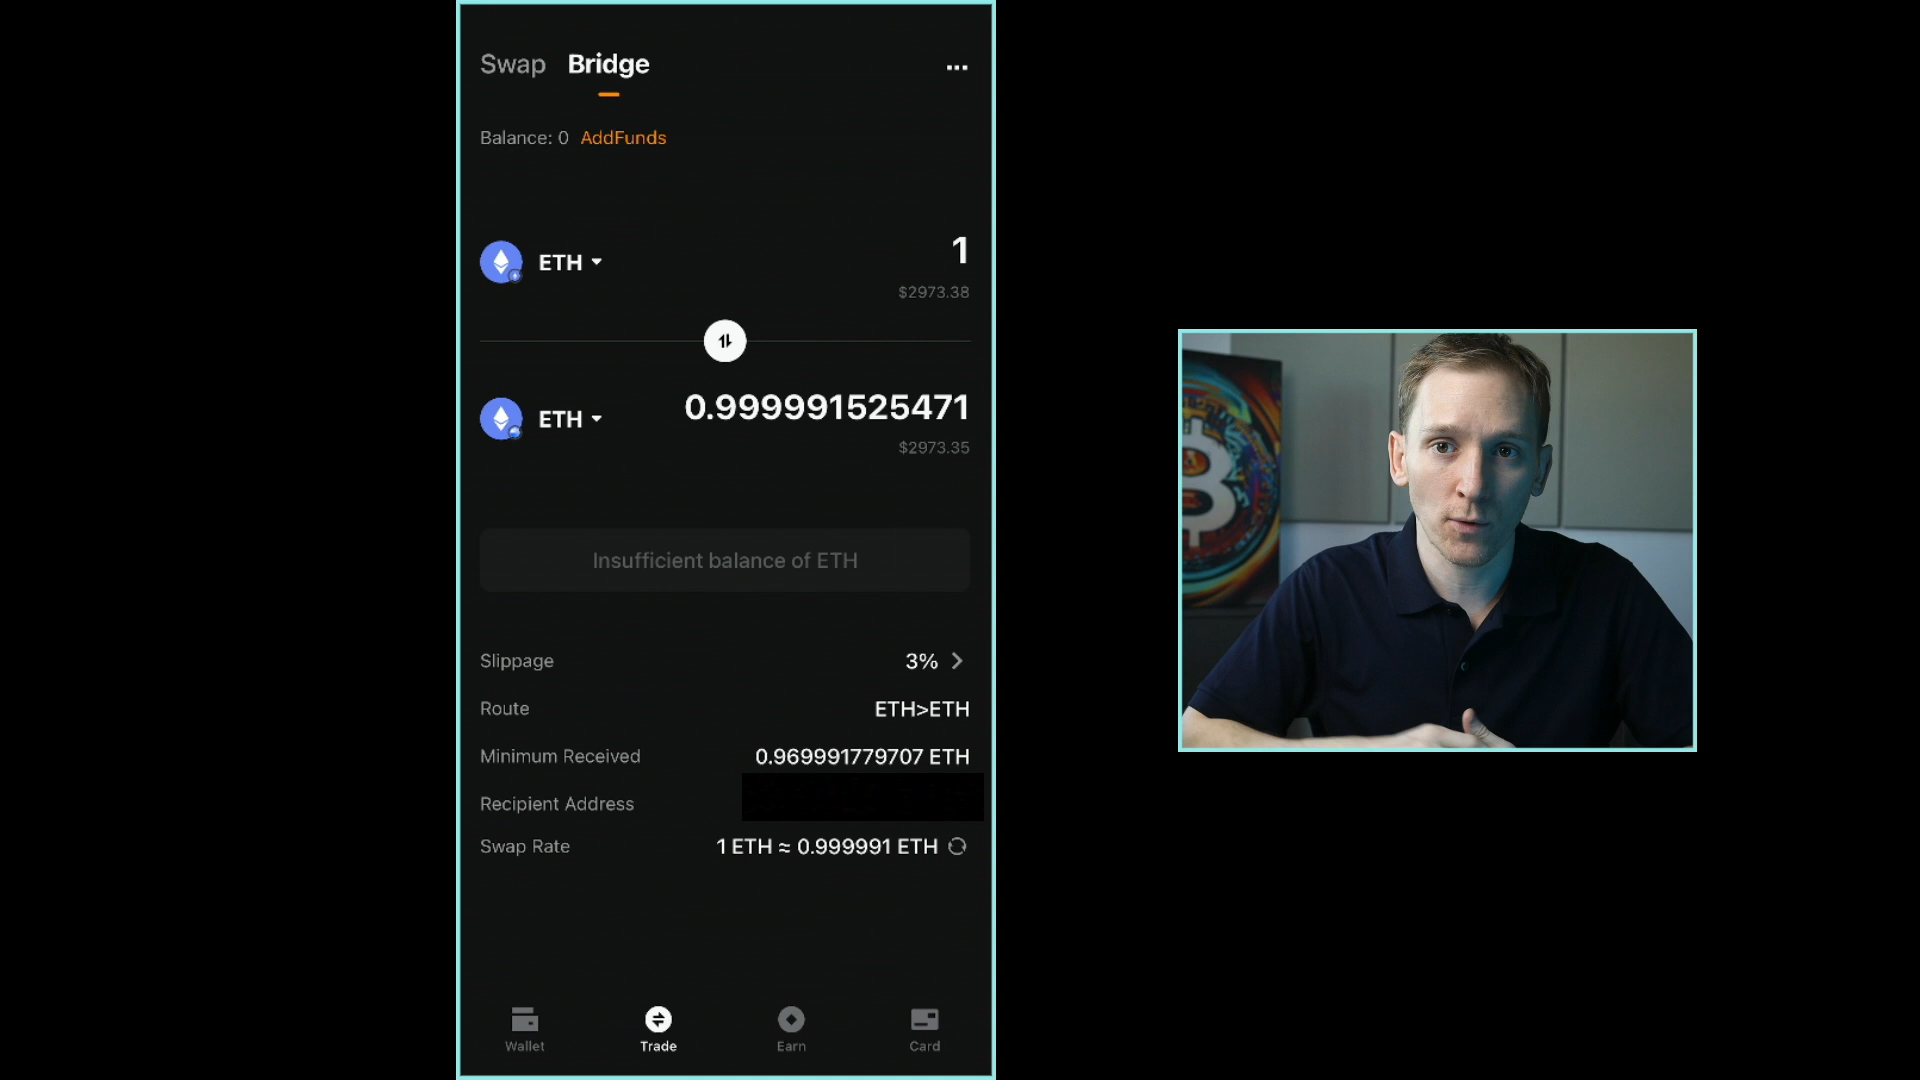 Swap Bridge
Balance: 0 AddFunds
ETH 1
$2973.38
ETH 0.999991525471
$2973.35
Insufficient balance of ETH
Slippage 3%
Route ETH>ETH
Minimum Received 0.969991779707 ETH
Recipient Address
Swap Rate 1 ETH ≈ 0.999991 ETH
Wallet Trade Earn Card